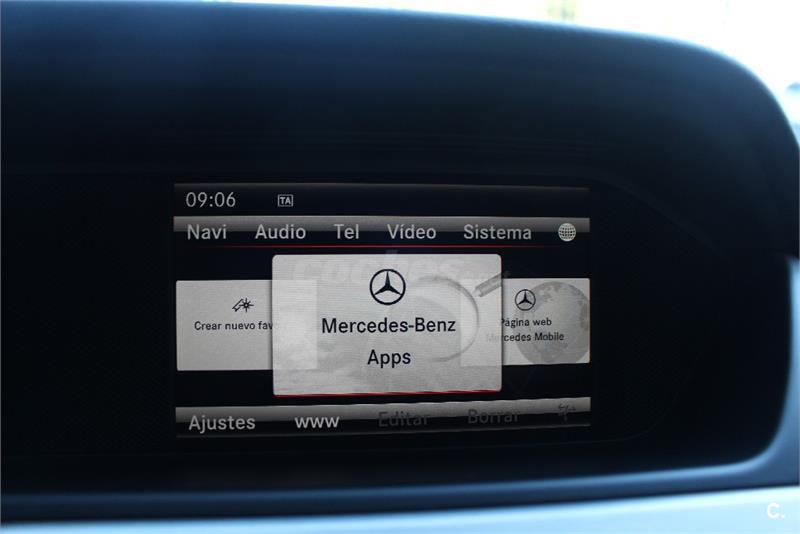 09:06 TA
Navi Audio Tel Vídeo Sistema
Crear nuevo fav
Mercedes-Benz
Apps
Página web
Mercedes Mobile
Ajustes www Editar Borrar
coches
C.